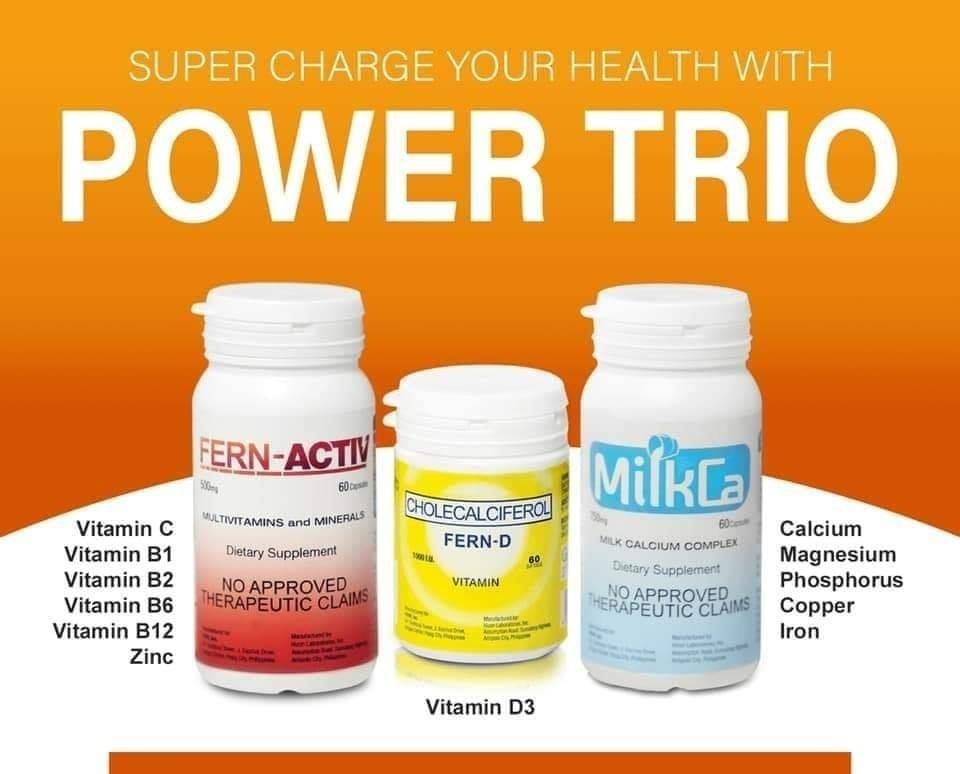 SUPER CHARGE YOUR HEALTH WITH
POWER TRIO
FERN-ACTIV
500mg
60 Capsules
MULTIVITAMINS and MINERALS
Dietary Supplement
NO APPROVED
THERAPEUTIC CLAIMS
CHOLECALCIFEROL
FERN-D
1000 I.U.
60
VITAMIN
MilkCa
750mg
60 Capsules
MILK CALCIUM COMPLEX
Dietary Supplement
NO APPROVED
THERAPEUTIC CLAIMS
Vitamin C
Vitamin B1
Vitamin B2
Vitamin B6
Vitamin B12
Zinc
Vitamin D3
Calcium
Magnesium
Phosphorus
Copper
Iron